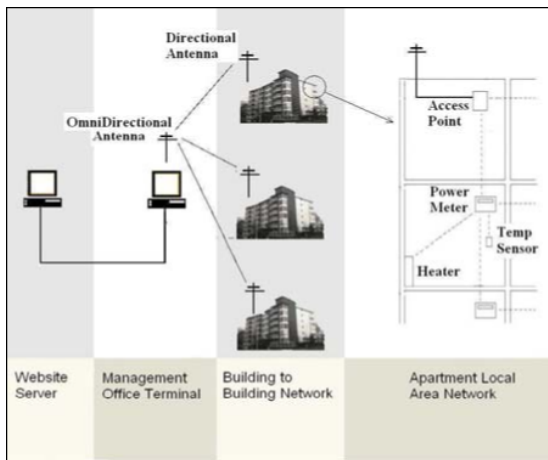 Directional
Antenna
OmniDirectional
Antenna
Access
Point
Power
Meter
Temp
Sensor
Heater
Website
Server
Management
Office Terminal
Building to
Building Network
Apartment Local
Area Network